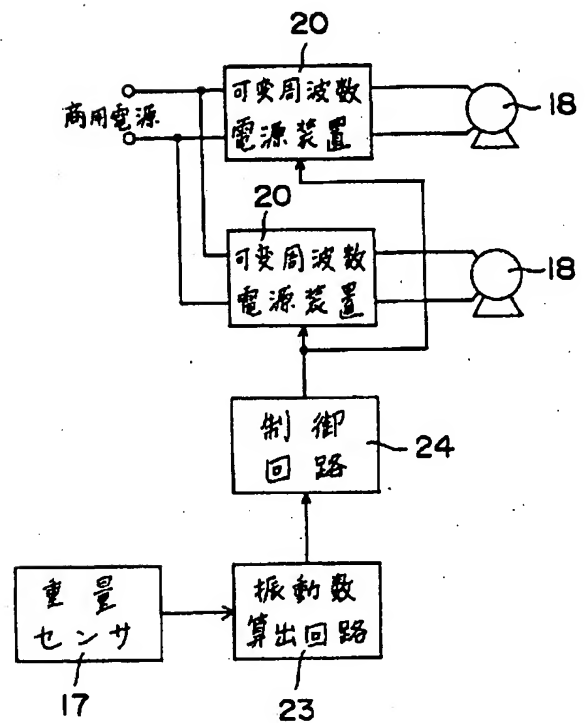 20
商用電源
可変周波数
電源装置
18
20
可変周波数
電源装置
18
制御
回路
24
重量
センサ
17
振動数
算出回路
23